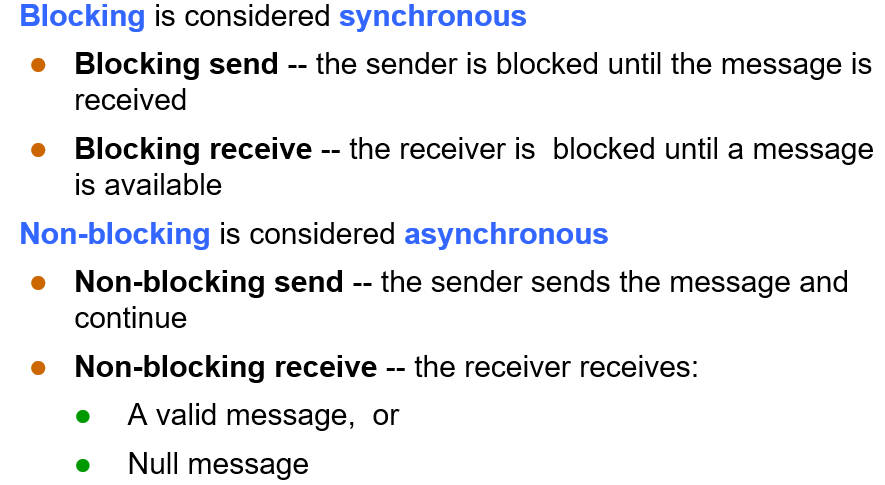 Blocking is considered synchronous
● Blocking send -- the sender is blocked until the message is
received
● Blocking receive -- the receiver is  blocked until a message
is available
Non-blocking is considered asynchronous
● Non-blocking send -- the sender sends the message and
continue
● Non-blocking receive -- the receiver receives:
● A valid message,  or
● Null message